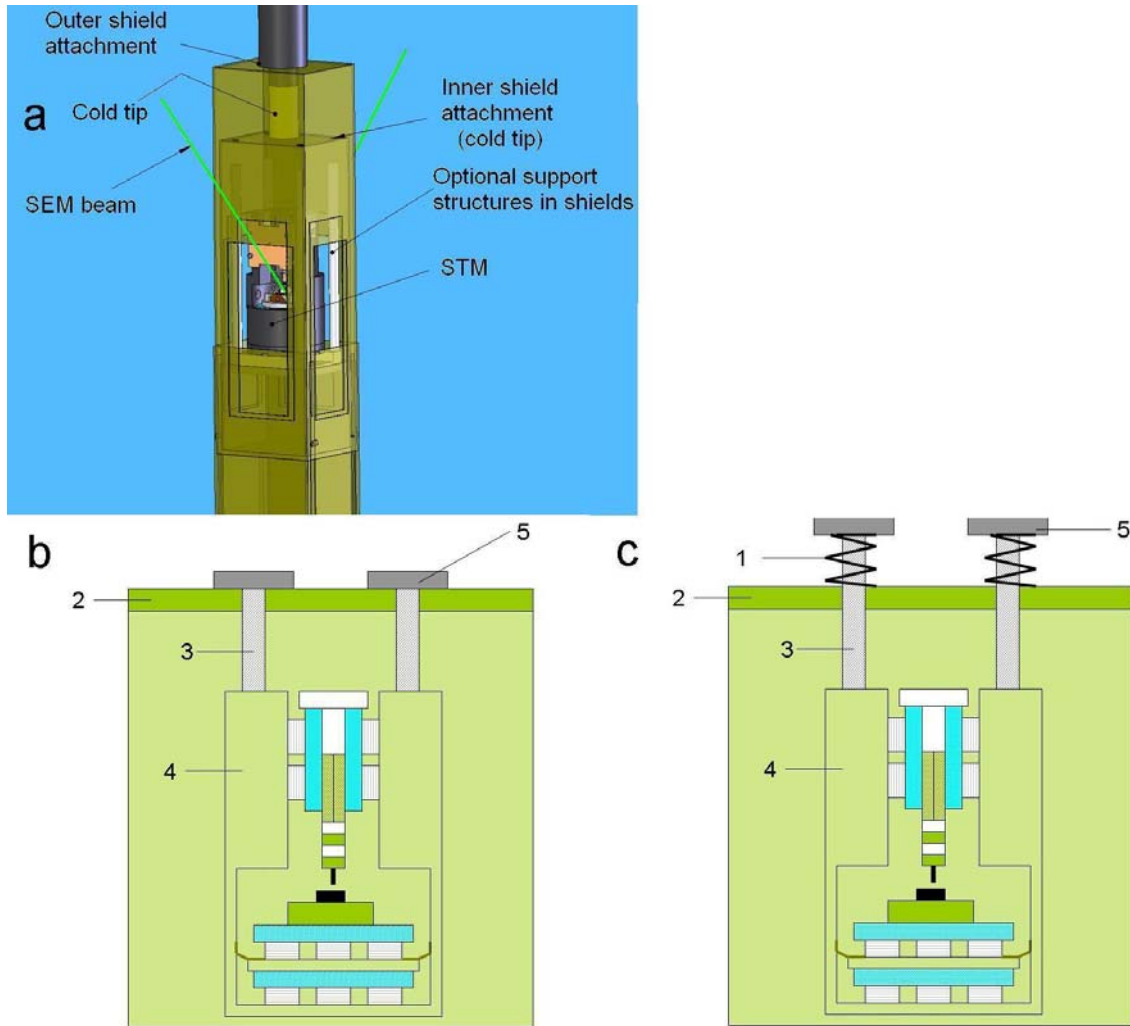 Outer shield
attachment
Cold tip
a
SEM beam
Inner shield
attachment
(cold tip)
Optional support
structures in shields
STM
b
5
2
3
4
c
5
1
2
3
4